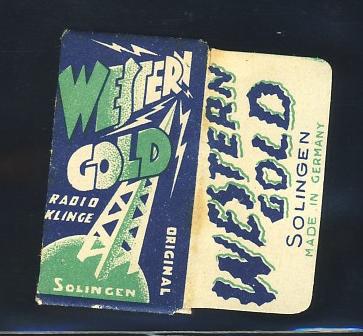 WESTERN
GOLD
RADIO
KLINGE
SOLINGEN
ORIGINAL
WESTERN
GOLD
SOLINGEN
MADE IN GERMANY